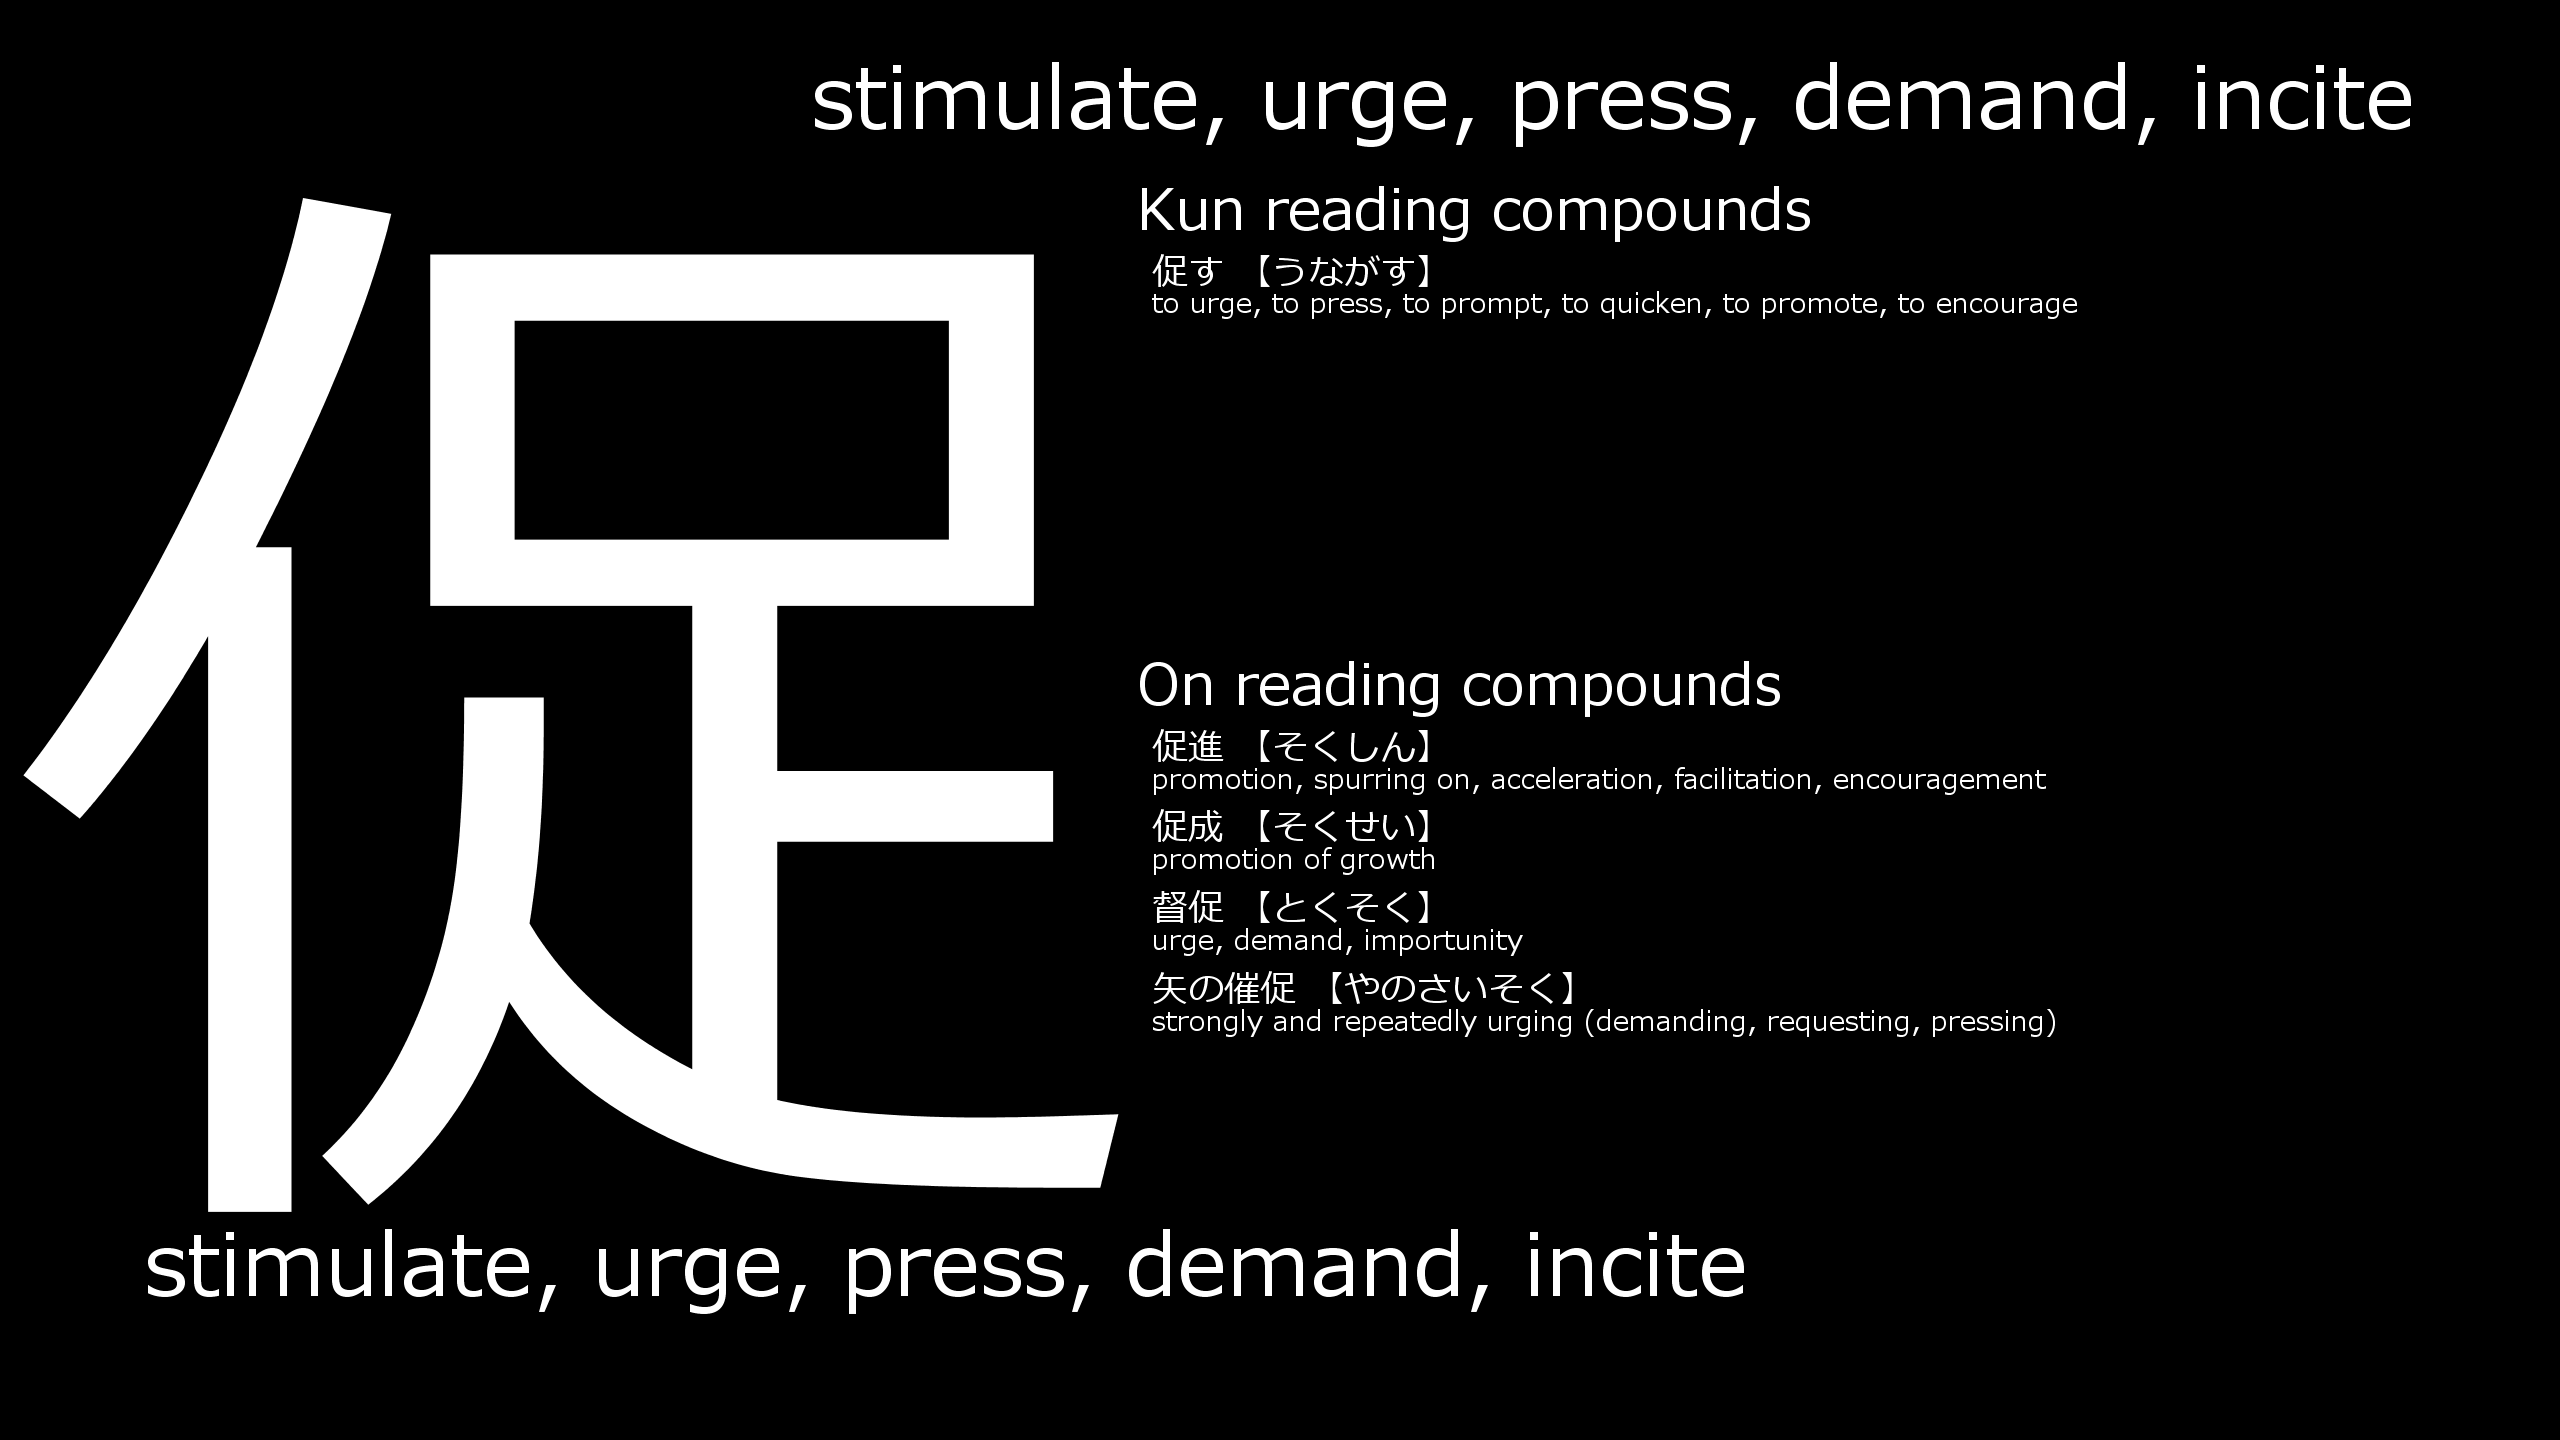 stimulate, urge, press, demand, incite
促
Kun reading compounds
促す 【うながす】
to urge, to press, to prompt, to quicken, to promote, to encourage
On reading compounds
促進 【そくしん】
promotion, spurring on, acceleration, facilitation, encouragement
促成 【そくせい】
promotion of growth
督促 【とくそく】
urge, demand, importunity
矢の催促 【やのさいそく】
strongly and repeatedly urging (demanding, requesting, pressing)
stimulate, urge, press, demand, incite